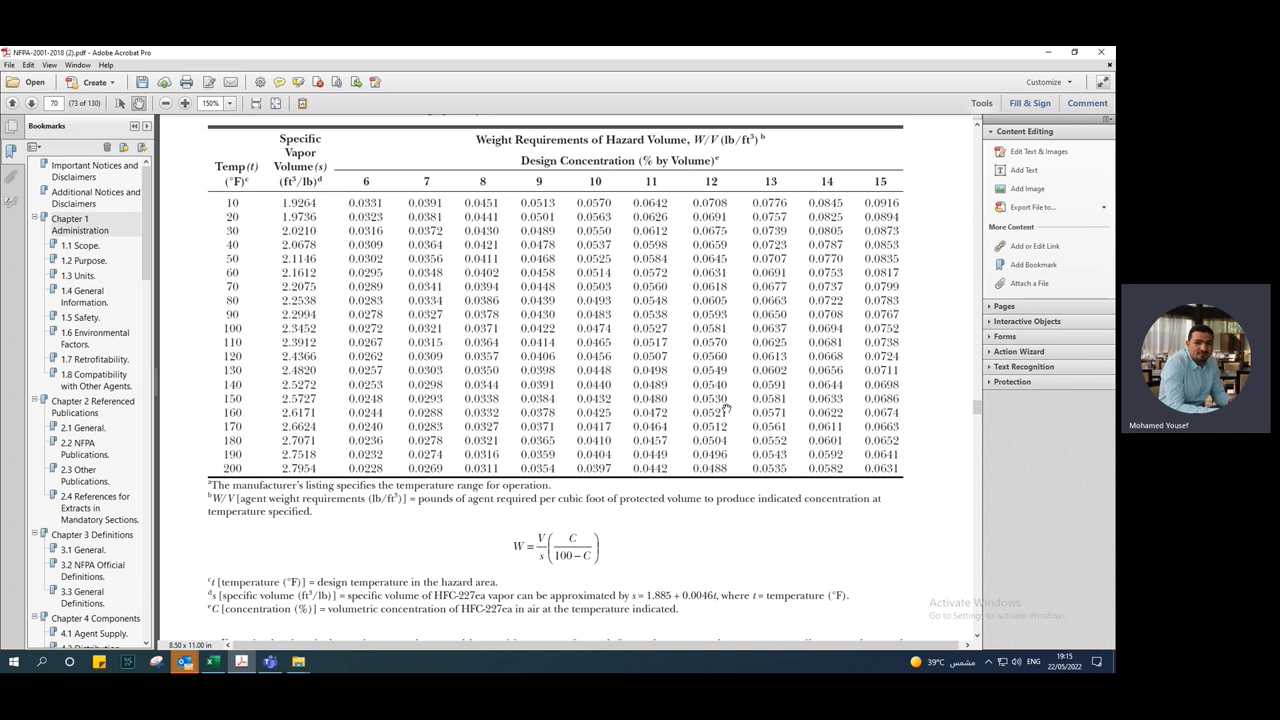 NFPA-2001-2018 (2).pdf - Adobe Acrobat Pro
File Edit View Window Help
Open Create Customize
70 (73 of 130) 150% Tools Fill & Sign Comment
Bookmarks
Important Notices and
Disclaimers
Additional Notices and
Disclaimers
Chapter 1
Administration
1.1 Scope.
1.2 Purpose.
1.3 Units.
1.4 General
Information.
1.5 Safety.
1.6 Environmental
Factors
1.7 Retrofitability.
1.8 Compatibility
with Other Agents.
Chapter 2 Referenced
Publications
2.1 General.
2.2 NFPA
Publications.
2.3 Other
Publications.
2.4 References for
Extracts in
Mandatory Sections.
Chapter 3 Definitions
3.1 General.
3.2 NFPA Official
Definitions.
3.3 General
Definitions.
Chapter 4 Components
4.1 Agent Supply.
Specific
Vapor
Volume (s)
(ft³/lb)ᵈ
Weight Requirements of Hazard Volume, W/V (lb/ft³) ᵇ
Design Concentration (% by Volume)ᵉ
Temp (t)
(°F)ᶜ
6 7 8 9 10 11 12 13 14 15
10 1.9264 0.0331 0.0391 0.0451 0.0513 0.0570 0.0642 0.0708 0.0776 0.0845 0.0916
20 1.9736 0.0323 0.0381 0.0441 0.0501 0.0563 0.0626 0.0691 0.0757 0.0825 0.0894
30 2.0210 0.0316 0.0372 0.0430 0.0489 0.0550 0.0612 0.0675 0.0739 0.0805 0.0873
40 2.0678 0.0309 0.0364 0.0421 0.0478 0.0537 0.0598 0.0659 0.0723 0.0787 0.0853
50 2.1146 0.0302 0.0356 0.0411 0.0468 0.0525 0.0584 0.0645 0.0707 0.0770 0.0835
60 2.1612 0.0295 0.0348 0.0402 0.0458 0.0514 0.0572 0.0631 0.0691 0.0753 0.0817
70 2.2075 0.0289 0.0341 0.0394 0.0448 0.0503 0.0560 0.0618 0.0677 0.0737 0.0799
80 2.2538 0.0283 0.0334 0.0386 0.0439 0.0493 0.0548 0.0605 0.0663 0.0722 0.0783
90 2.2994 0.0278 0.0327 0.0378 0.0430 0.0483 0.0538 0.0593 0.0650 0.0708 0.0767
100 2.3452 0.0272 0.0321 0.0371 0.0422 0.0474 0.0527 0.0581 0.0637 0.0694 0.0752
110 2.3912 0.0267 0.0315 0.0364 0.0414 0.0465 0.0517 0.0570 0.0625 0.0681 0.0738
120 2.4366 0.0262 0.0309 0.0357 0.0406 0.0456 0.0507 0.0560 0.0613 0.0668 0.0724
130 2.4820 0.0257 0.0303 0.0350 0.0398 0.0448 0.0498 0.0549 0.0602 0.0656 0.0711
140 2.5272 0.0253 0.0298 0.0344 0.0391 0.0440 0.0489 0.0540 0.0591 0.0644 0.0698
150 2.5727 0.0248 0.0293 0.0338 0.0384 0.0432 0.0480 0.0530 0.0581 0.0633 0.0686
160 2.6171 0.0244 0.0288 0.0332 0.0378 0.0425 0.0472 0.0521 0.0571 0.0622 0.0674
170 2.6624 0.0240 0.0283 0.0327 0.0371 0.0417 0.0464 0.0512 0.0561 0.0611 0.0663
180 2.7071 0.0236 0.0278 0.0321 0.0365 0.0410 0.0457 0.0504 0.0552 0.0601 0.0652
190 2.7518 0.0232 0.0274 0.0316 0.0359 0.0404 0.0449 0.0496 0.0543 0.0592 0.0641
200 2.7954 0.0228 0.0269 0.0311 0.0354 0.0397 0.0442 0.0488 0.0535 0.0582 0.0631
ᵃThe manufacturer's listing specifies the temperature range for operation.
ᵇW/V [agent weight requirements (lb/ft³)] = pounds of agent required per cubic foot of protected volume to produce indicated concentration at
temperature specified.
W = V/s (C/100 − C)
ᶜt [temperature (°F)] = design temperature in the hazard area.
ᵈs [specific volume (ft³/lb)] = specific volume of HFC-227ea vapor can be approximated by s = 1.885 + 0.0046t, where t = temperature (°F).
ᵉC [concentration (%)] = volumetric concentration of HFC-227ea in air at the temperature indicated.
8.50 x 11.00 in
Content Editing
Edit Text & Images
Add Text
Add Image
Export File to...
More Content
Add or Edit Link
Add Bookmark
Attach a File
Pages
Interactive Objects
Forms
Action Wizard
Text Recognition
Protection
Activate Windows
Go to Settings to activate Windows.
Mohamed Yousef
39°C مشمس ENG 19:15
22/05/2022